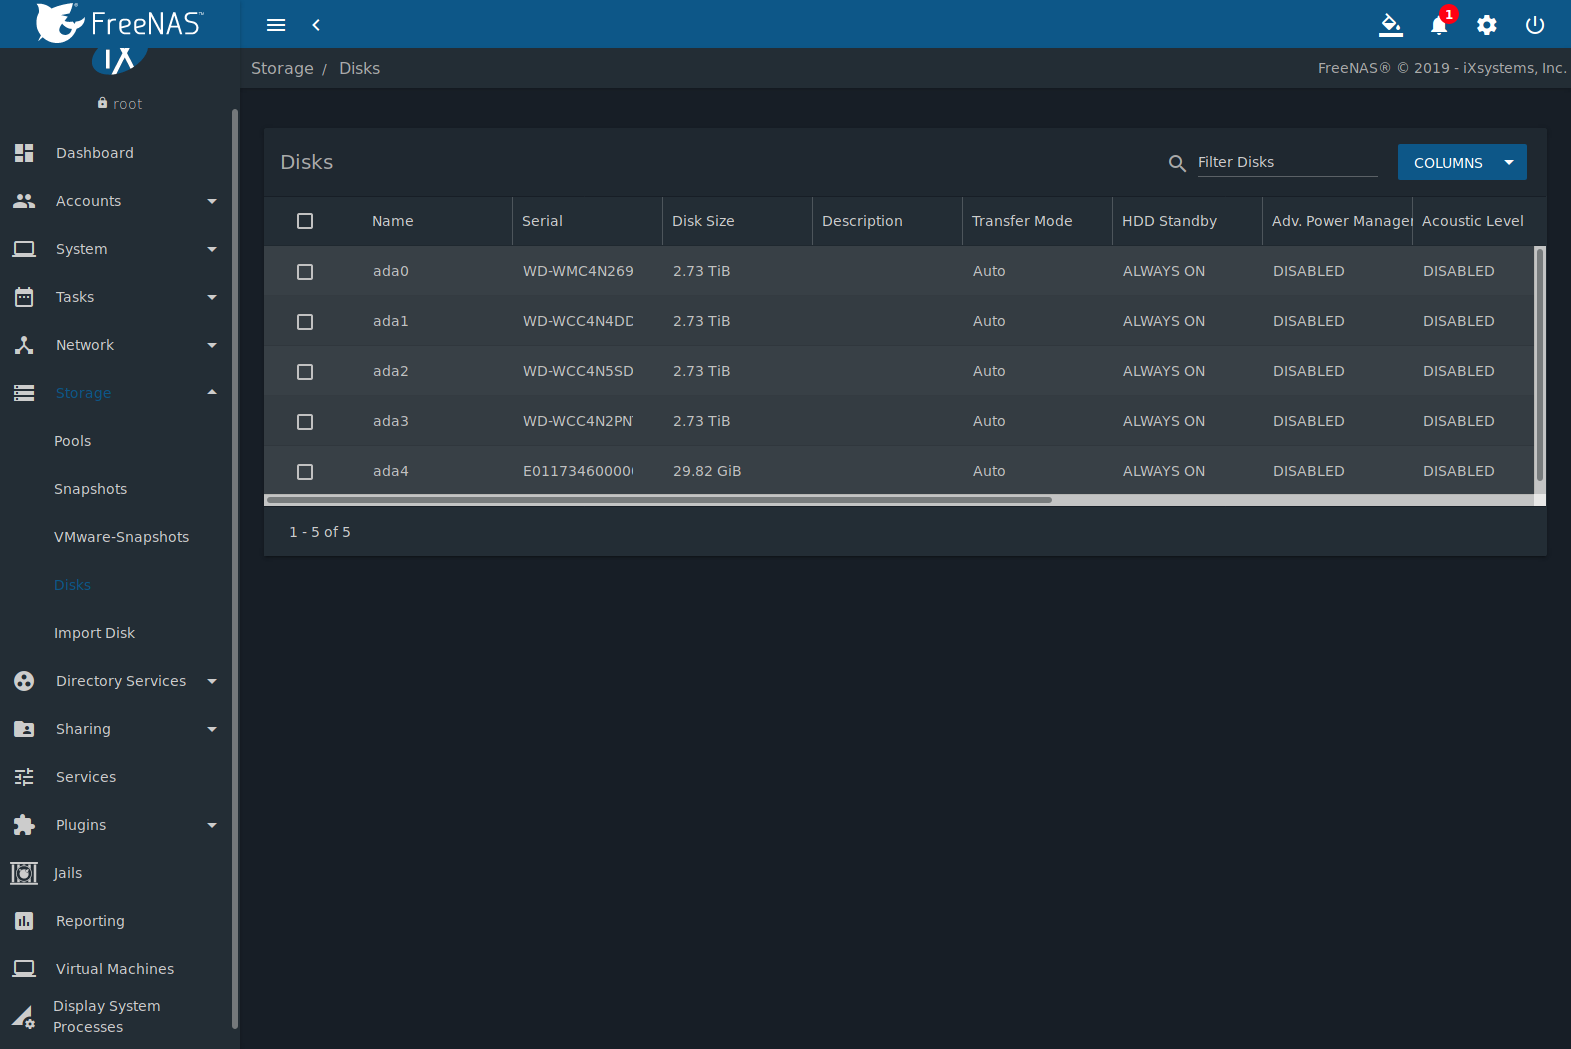 FreeNAS™
1
Storage / Disks
FreeNAS® © 2019 - iXsystems, Inc.
iX
root
Dashboard
Accounts
System
Tasks
Network
Storage
Pools
Snapshots
VMware-Snapshots
Disks
Import Disk
Directory Services
Sharing
Services
Plugins
Jails
Reporting
Virtual Machines
Display System
Processes
Disks
Filter Disks
COLUMNS
Name Serial Disk Size Description Transfer Mode HDD Standby Adv. Power Manager Acoustic Level
ada0 WD-WMC4N269 2.73 TiB Auto ALWAYS ON DISABLED DISABLED
ada1 WD-WCC4N4DD 2.73 TiB Auto ALWAYS ON DISABLED DISABLED
ada2 WD-WCC4N5SD 2.73 TiB Auto ALWAYS ON DISABLED DISABLED
ada3 WD-WCC4N2PN 2.73 TiB Auto ALWAYS ON DISABLED DISABLED
ada4 E0117346000 29.82 GiB Auto ALWAYS ON DISABLED DISABLED
1 - 5 of 5